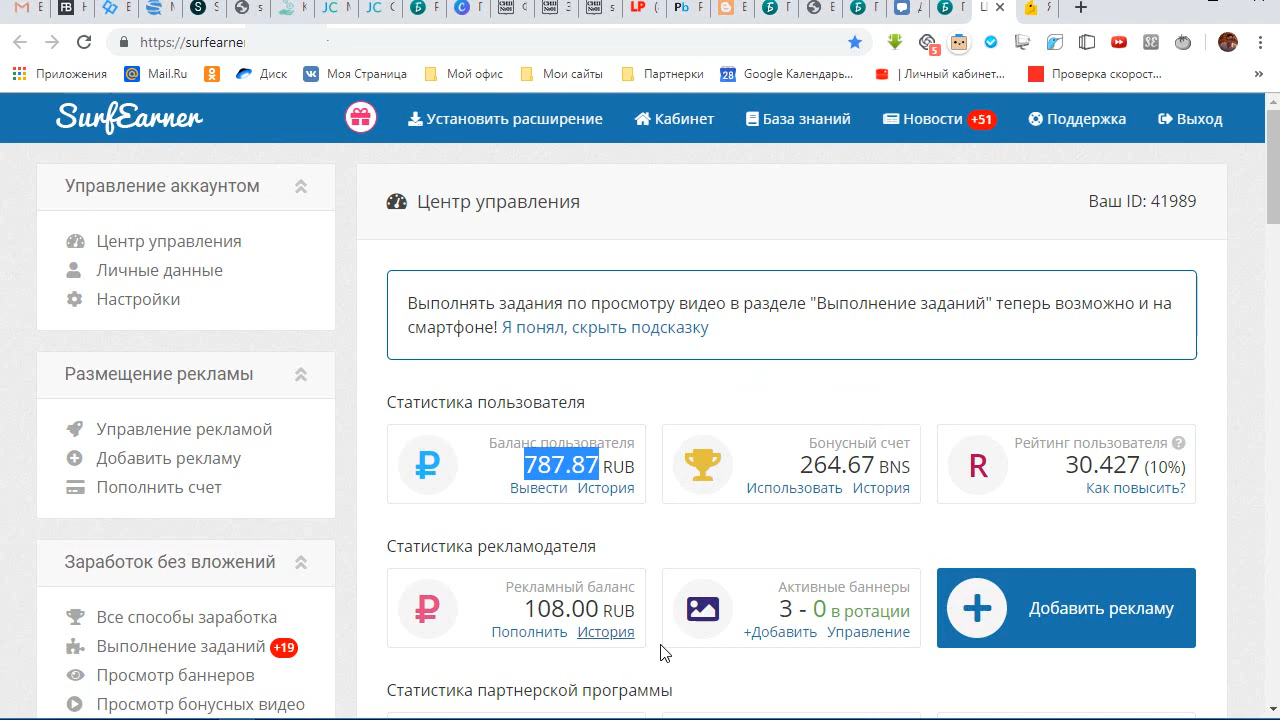 https://surfearne
5
Приложения
Mail.Ru
Диск
Моя Страница
Мой офис
Мои сайты
Партнерки
Google Календарь...
| Личный кабинет...
Проверка скорост...
»
SurfEarner
Установить расширение
Кабинет
База знаний
Новости +51
Поддержка
Выход
Управление аккаунтом
Центр управления
Личные данные
Настройки
Размещение рекламы
Управление рекламой
Добавить рекламу
Пополнить счет
Заработок без вложений
Все способы заработка
Выполнение заданий +19
Просмотр баннеров
Просмотр бонусных видео
Центр управления
Ваш ID: 41989
Выполнять задания по просмотру видео в разделе "Выполнение заданий" теперь возможно и на
смартфоне! Я понял, скрыть подсказку
Статистика пользователя
Баланс пользователя
787.87 RUB
Вывести История
Бонусный счет
264.67 BNS
Использовать История
R
Рейтинг пользователя
30.427 (10%)
Как повысить?
Статистика рекламодателя
Рекламный баланс
108.00 RUB
Пополнить История
Активные баннеры
3 - 0 в ротации
+Добавить Управление
Добавить рекламу
Статистика партнерской программы